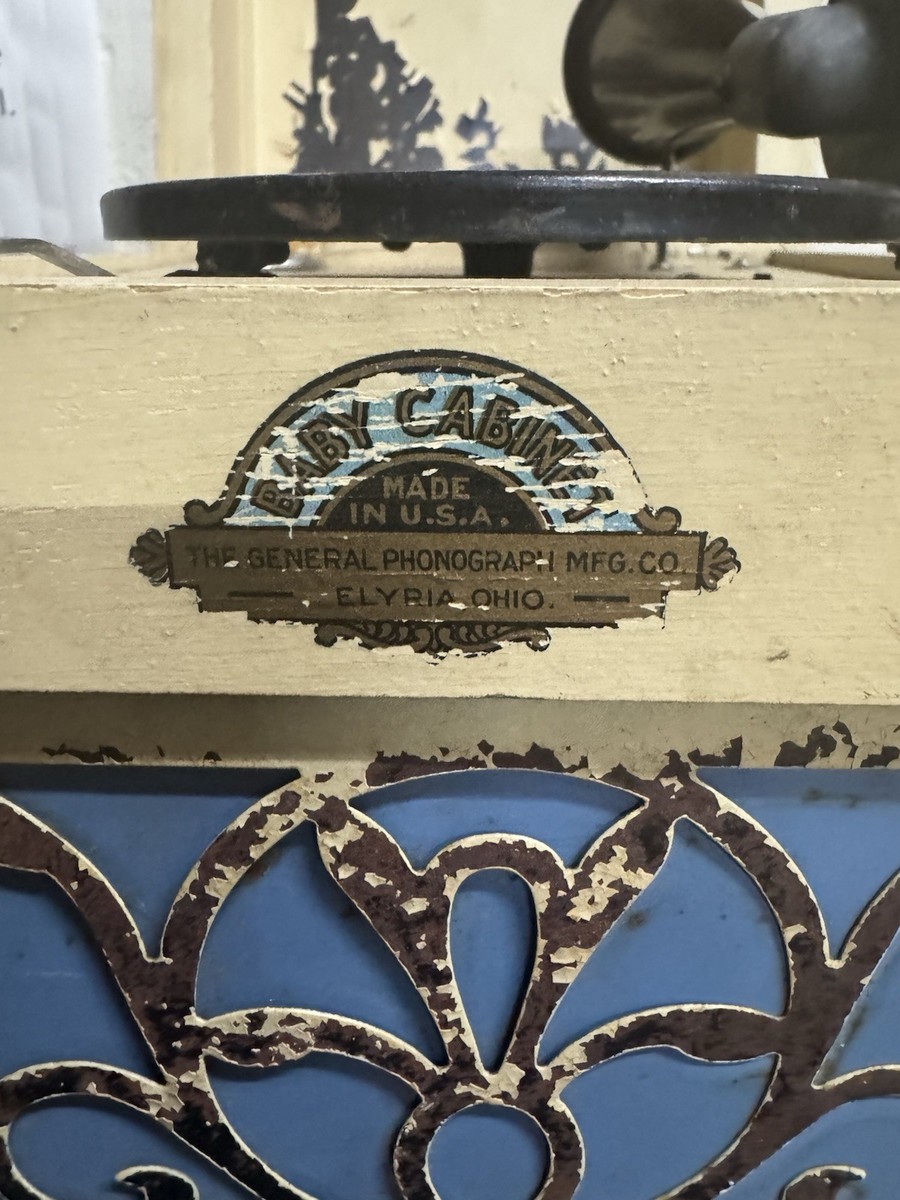 BABY CABINET
MADE
IN U.S.A.
THE GENERAL PHONOGRAPH MFG. CO.
ELYRIA OHIO.